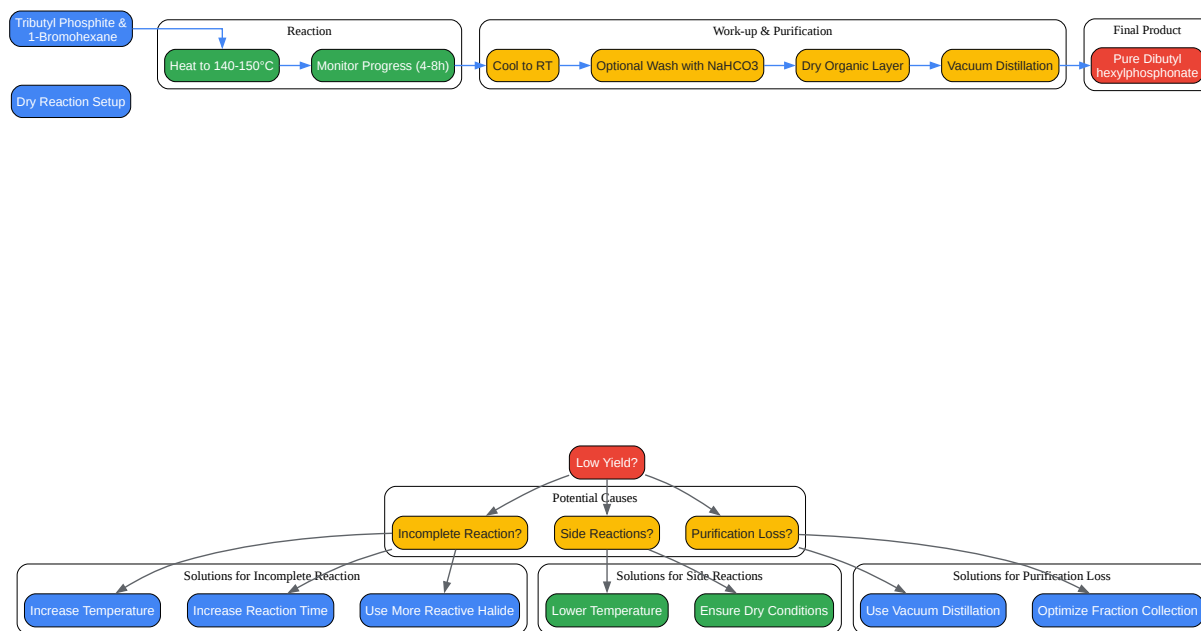 Tributyl Phosphite &
1-Bromohexane
Dry Reaction Setup
Reaction
Heat to 140-150°C
Monitor Progress (4-8h)
Work-up & Purification
Cool to RT
Optional Wash with NaHCO3
Dry Organic Layer
Vacuum Distillation
Final Product
Pure Dibutyl
hexylphosphonate
Low Yield?
Potential Causes
Incomplete Reaction?
Side Reactions?
Purification Loss?
Solutions for Incomplete Reaction
Increase Temperature
Increase Reaction Time
Use More Reactive Halide
Solutions for Side Reactions
Lower Temperature
Ensure Dry Conditions
Solutions for Purification Loss
Use Vacuum Distillation
Optimize Fraction Collection